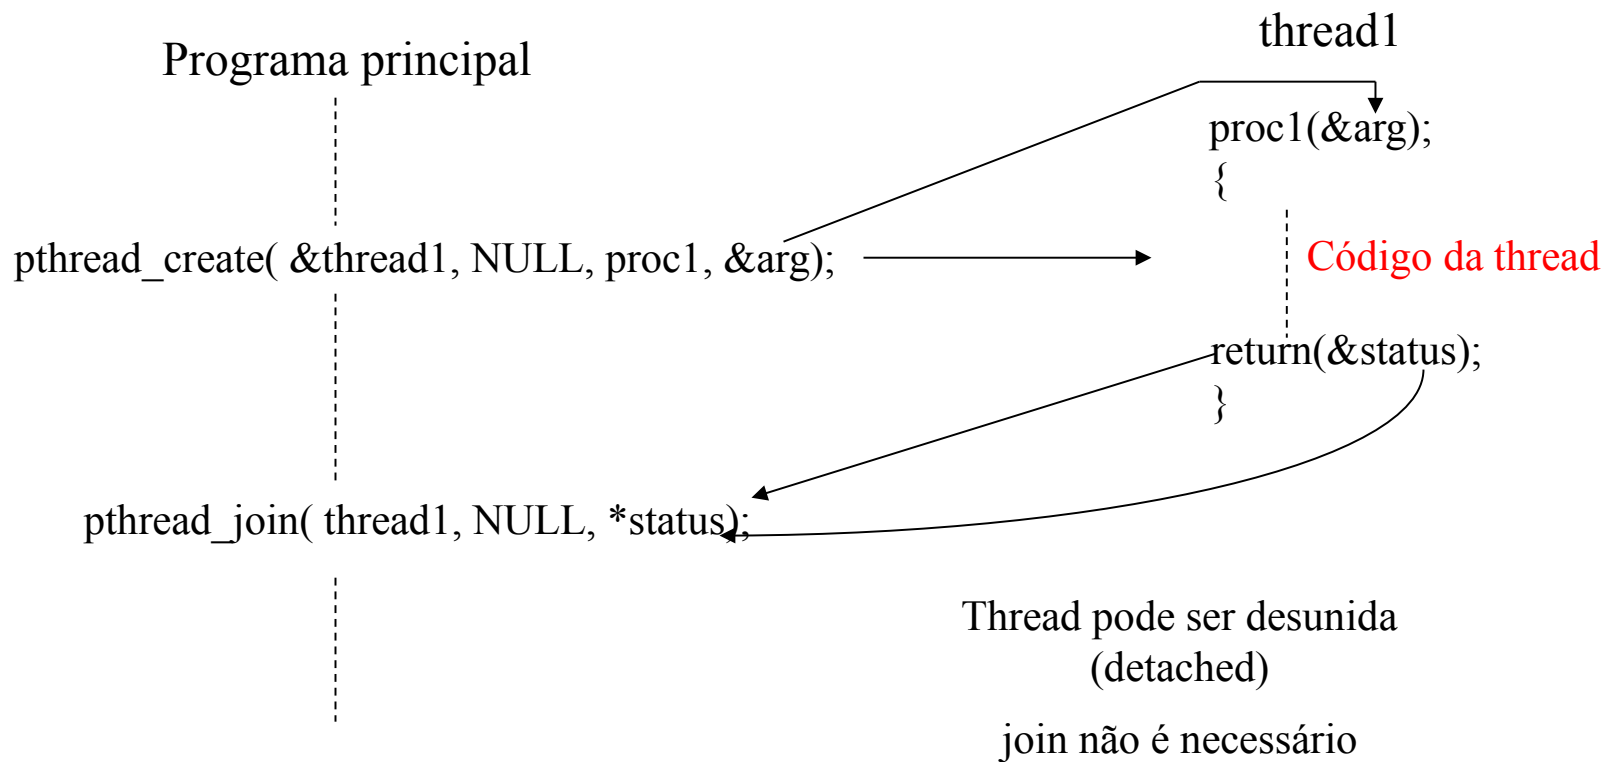 Programa principal
thread1
proc1(&arg);
{
pthread_create( &thread1, NULL, proc1, &arg);
Código da thread
return(&status);
}
pthread_join( thread1, NULL, *status);
Thread pode ser desunida
(detached)
join não é necessário